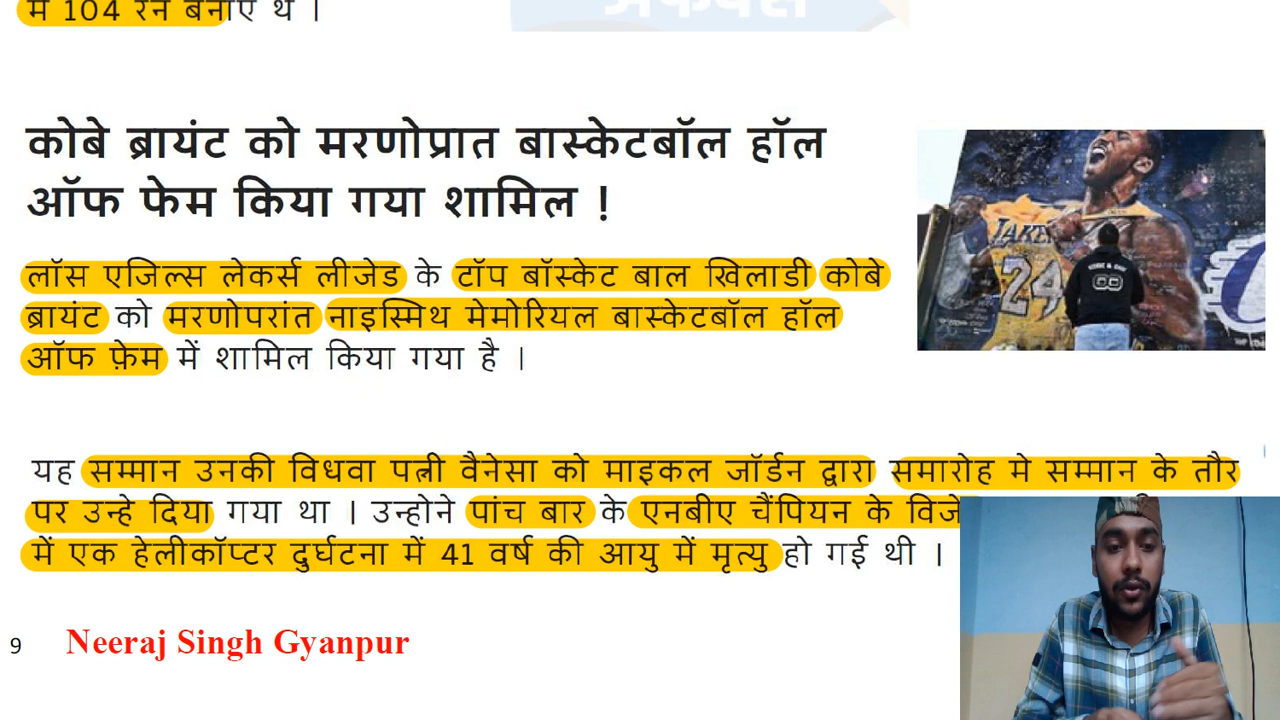 में 104 रन बनाए थे ।
कोबे ब्रायंट को मरणोप्रात बास्केटबॉल हॉल
ऑफ फेम किया गया शामिल !
लॉस एजिल्स लेकर्स लीजेड के टॉप बॉस्केट बाल खिलाडी कोबे
ब्रायंट को मरणोपरांत नाइस्मिथ मेमोरियल बास्केटबॉल हॉल
ऑफ फ़ेम में शामिल किया गया है ।
यह सम्मान उनकी विधवा पत्नी वैनेसा को माइकल जॉर्डन द्वारा समारोह मे सम्मान के तौर
पर उन्हे दिया गया था । उन्होने पांच बार के एनबीए चैंपियन के
में एक हेलीकॉप्टर दुर्घटना में 41 वर्ष की आयु में मृत्यु हो गई थी ।
9 Neeraj Singh Gyanpur
24